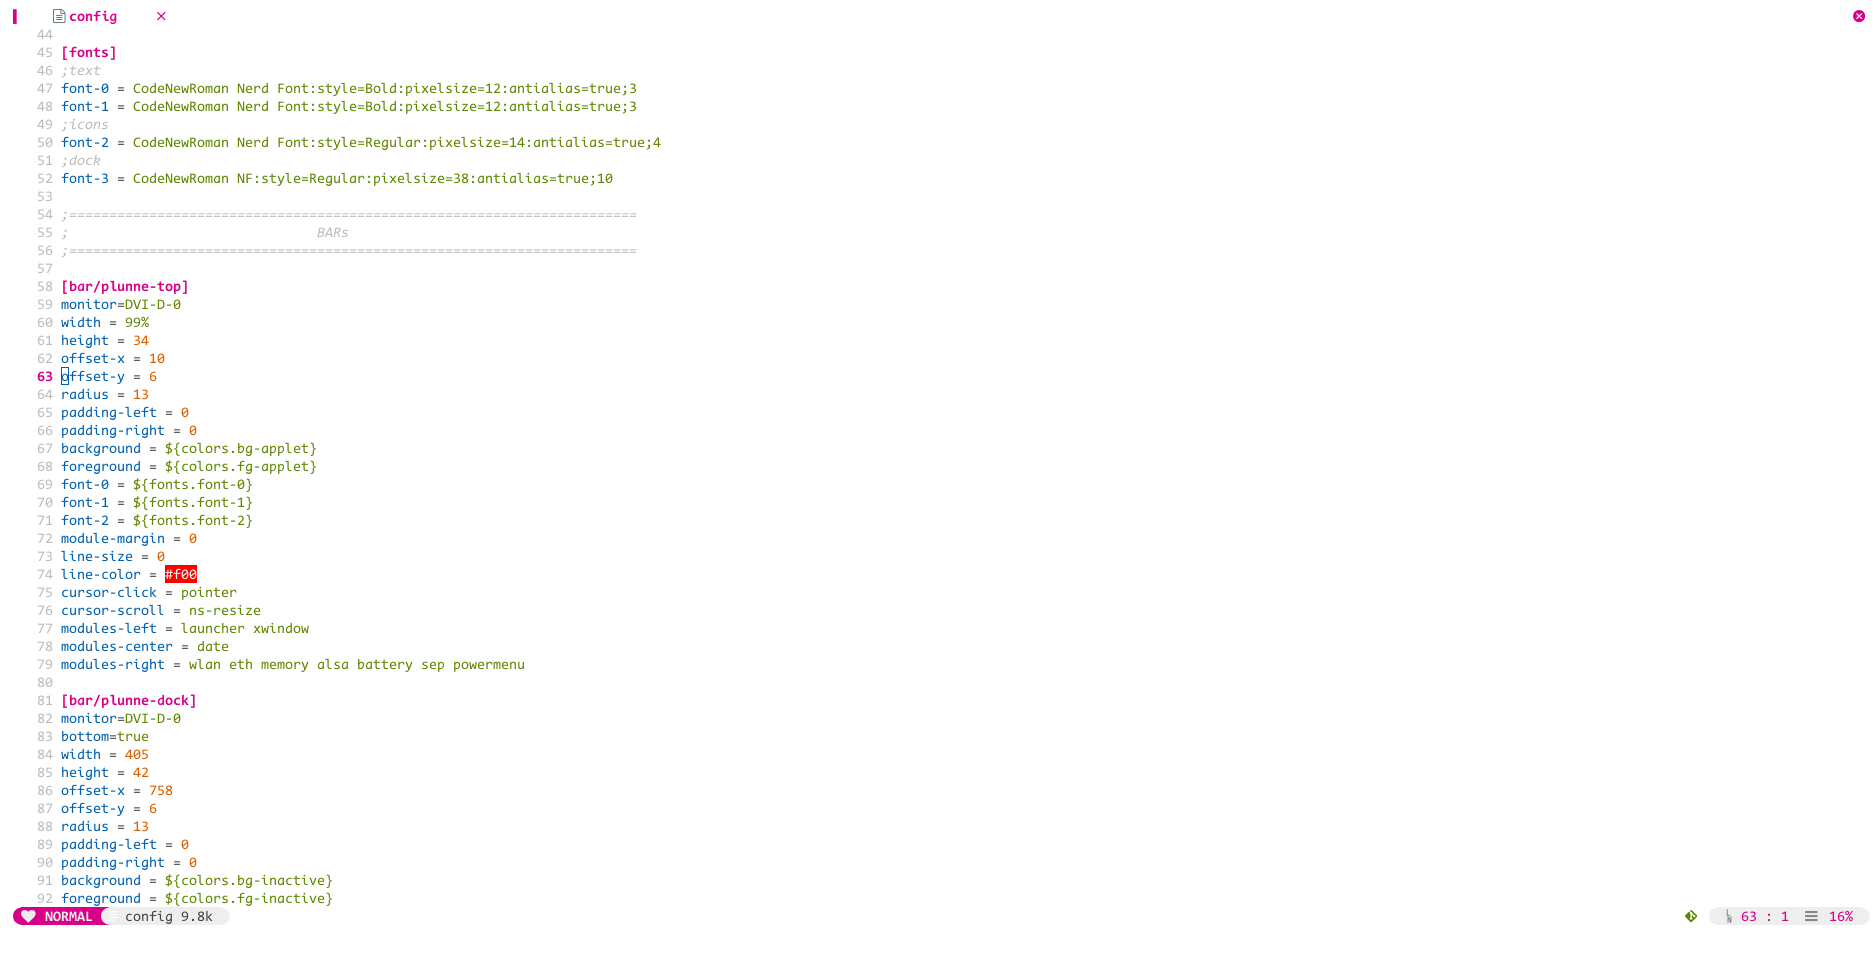 config ×
44
45 [fonts]
46 ;text
47 font-0 = CodeNewRoman Nerd Font:style=Bold:pixelsize=12:antialias=true;3
48 font-1 = CodeNewRoman Nerd Font:style=Bold:pixelsize=12:antialias=true;3
49 ;icons
50 font-2 = CodeNewRoman Nerd Font:style=Regular:pixelsize=14:antialias=true;4
51 ;dock
52 font-3 = CodeNewRoman NF:style=Regular:pixelsize=38:antialias=true;10
53
54 ;=======================================================================
55 ;                               BARs
56 ;=======================================================================
57
58 [bar/plunne-top]
59 monitor=DVI-D-0
60 width = 99%
61 height = 34
62 offset-x = 10
63 offset-y = 6
64 radius = 13
65 padding-left = 0
66 padding-right = 0
67 background = ${colors.bg-applet}
68 foreground = ${colors.fg-applet}
69 font-0 = ${fonts.font-0}
70 font-1 = ${fonts.font-1}
71 font-2 = ${fonts.font-2}
72 module-margin = 0
73 line-size = 0
74 line-color = #f00
75 cursor-click = pointer
76 cursor-scroll = ns-resize
77 modules-left = launcher xwindow
78 modules-center = date
79 modules-right = wlan eth memory alsa battery sep powermenu
80
81 [bar/plunne-dock]
82 monitor=DVI-D-0
83 bottom=true
84 width = 405
85 height = 42
86 offset-x = 758
87 offset-y = 6
88 radius = 13
89 padding-left = 0
90 padding-right = 0
91 background = ${colors.bg-inactive}
92 foreground = ${colors.fg-inactive}
NORMAL config 9.8k LN 63 : 1 16%